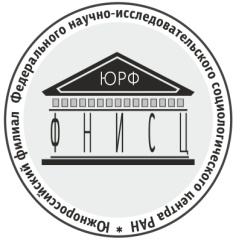 Южнороссийский филиал Федерального научно-исследовательского социологического центра РАН *
ЮРФ
ФНИСЦ